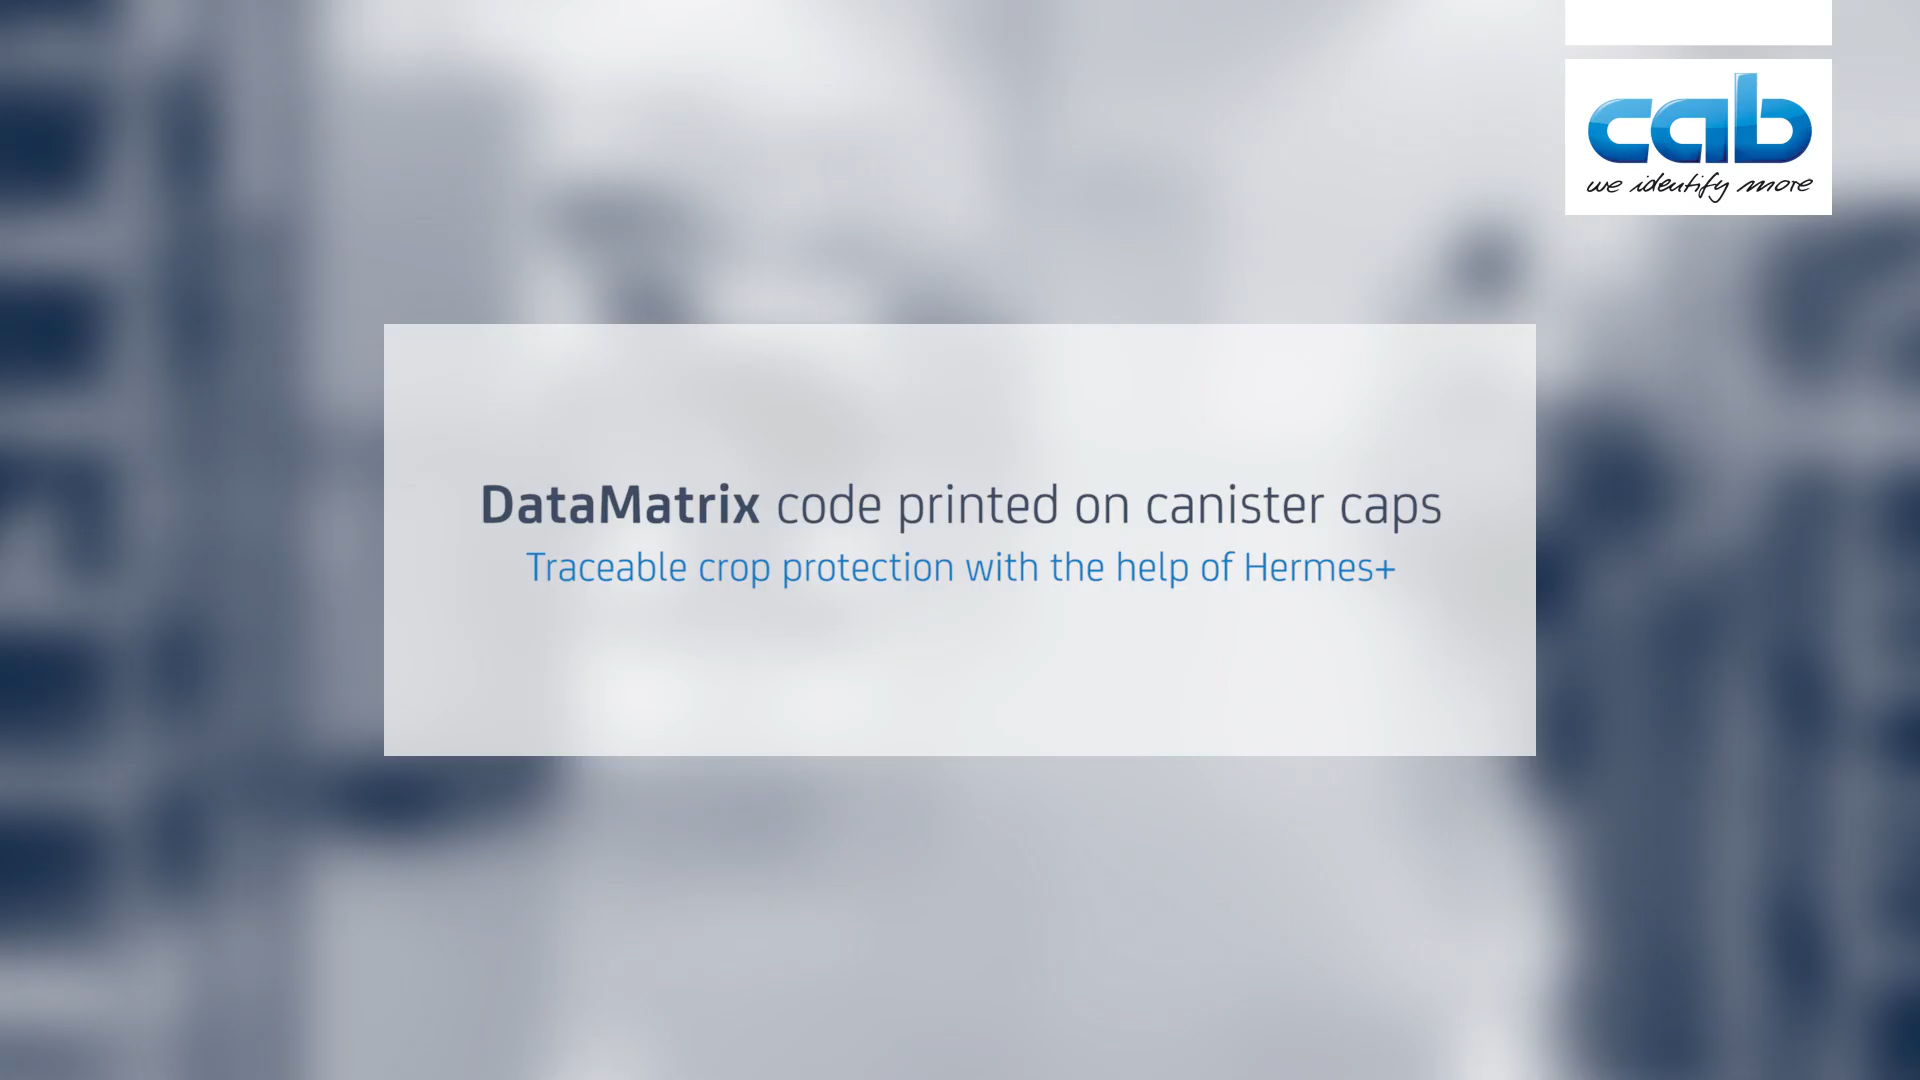 cab
we identify more
DataMatrix code printed on canister caps
Traceable crop protection with the help of Hermes+